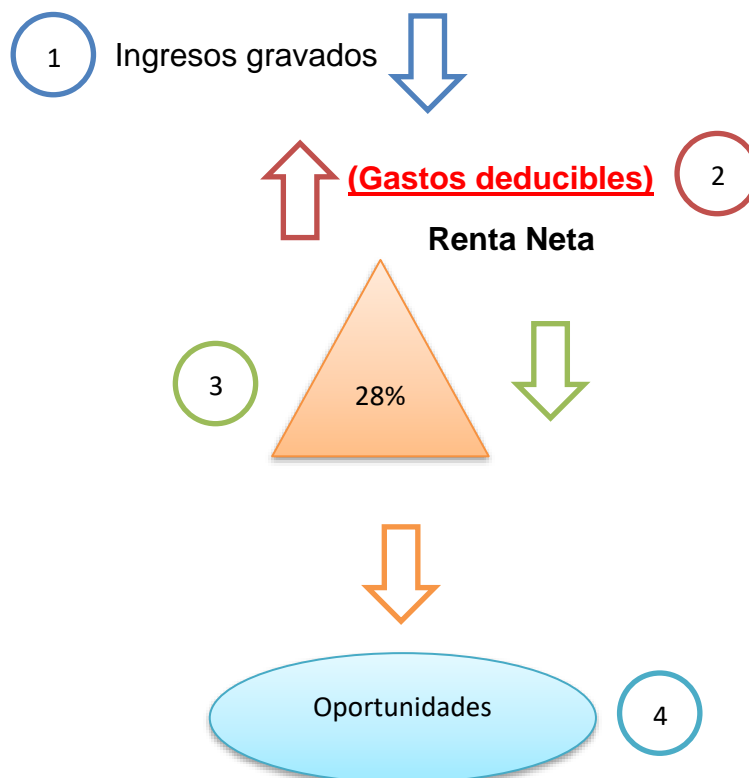 1 Ingresos gravados
(Gastos deducibles) 2
Renta Neta
3 28%
Oportunidades 4